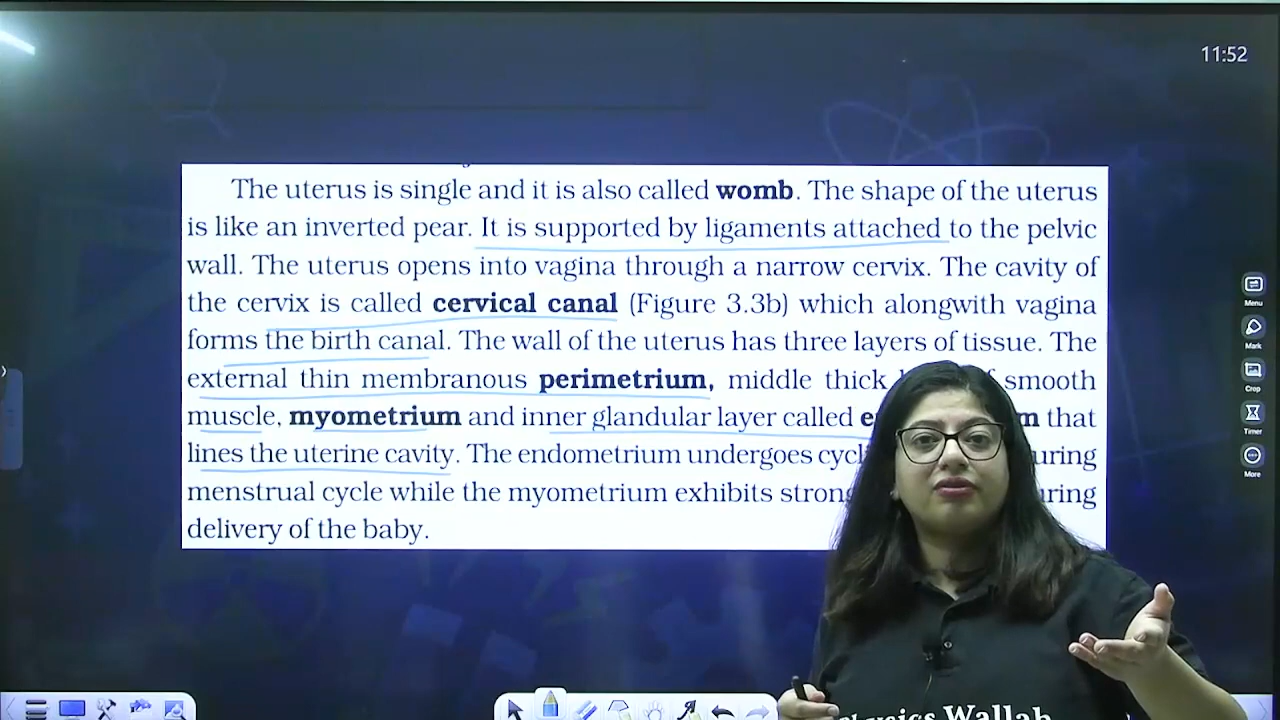 11:52
The uterus is single and it is also called womb. The shape of the uterus
is like an inverted pear. It is supported by ligaments attached to the pelvic
wall. The uterus opens into vagina through a narrow cervix. The cavity of
the cervix is called cervical canal (Figure 3.3b) which alongwith vagina
forms the birth canal. The wall of the uterus has three layers of tissue. The
external thin membranous perimetrium, middle thick smooth
muscle, myometrium and inner glandular layer called that
lines the uterine cavity. The endometrium undergoes
menstrual cycle while the myometrium exhibits strong
delivery of the baby.
Menu
Mark
Crop
Timer
More
Physics Wallah